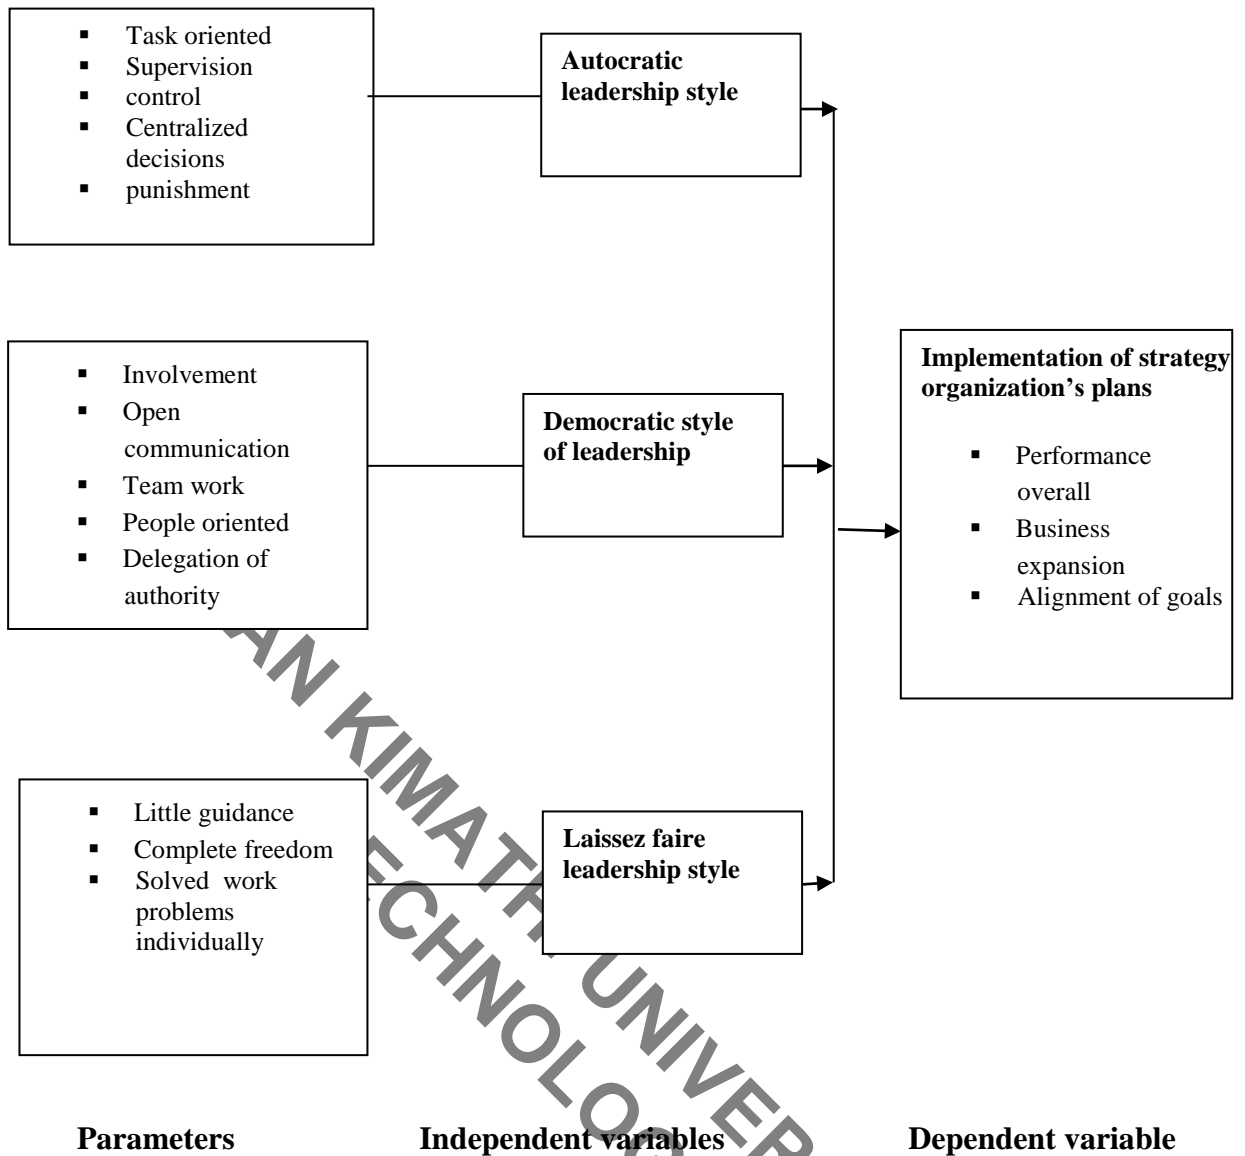 Task oriented
Supervision
control
Centralized
decisions
punishment
Autocratic
leadership style
Involvement
Open
communication
Team work
People oriented
Delegation of
authority
Democratic style
of leadership
Implementation of strategy
organization's plans
Performance
overall
Business
expansion
Alignment of goals
Little guidance
Complete freedom
Solved work
problems
individually
Laissez faire
leadership style
Parameters
Independent variables
Dependent variable